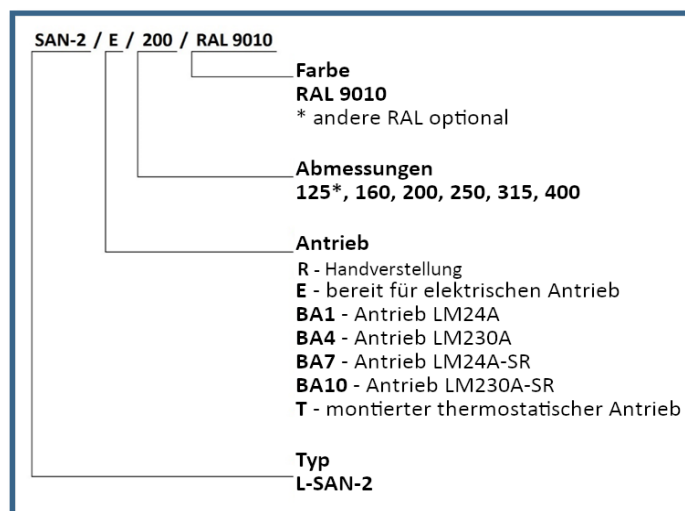 SAN-2 / E / 200 / RAL 9010
Farbe
RAL 9010
* andere RAL optional
Abmessungen
125*, 160, 200, 250, 315, 400
Antrieb
R - Handverstellung
E - bereit für elektrischen Antrieb
BA1 - Antrieb LM24A
BA4 - Antrieb LM230A
BA7 - Antrieb LM24A-SR
BA10 - Antrieb LM230A-SR
T - montierter thermostatischer Antrieb
Typ
L-SAN-2